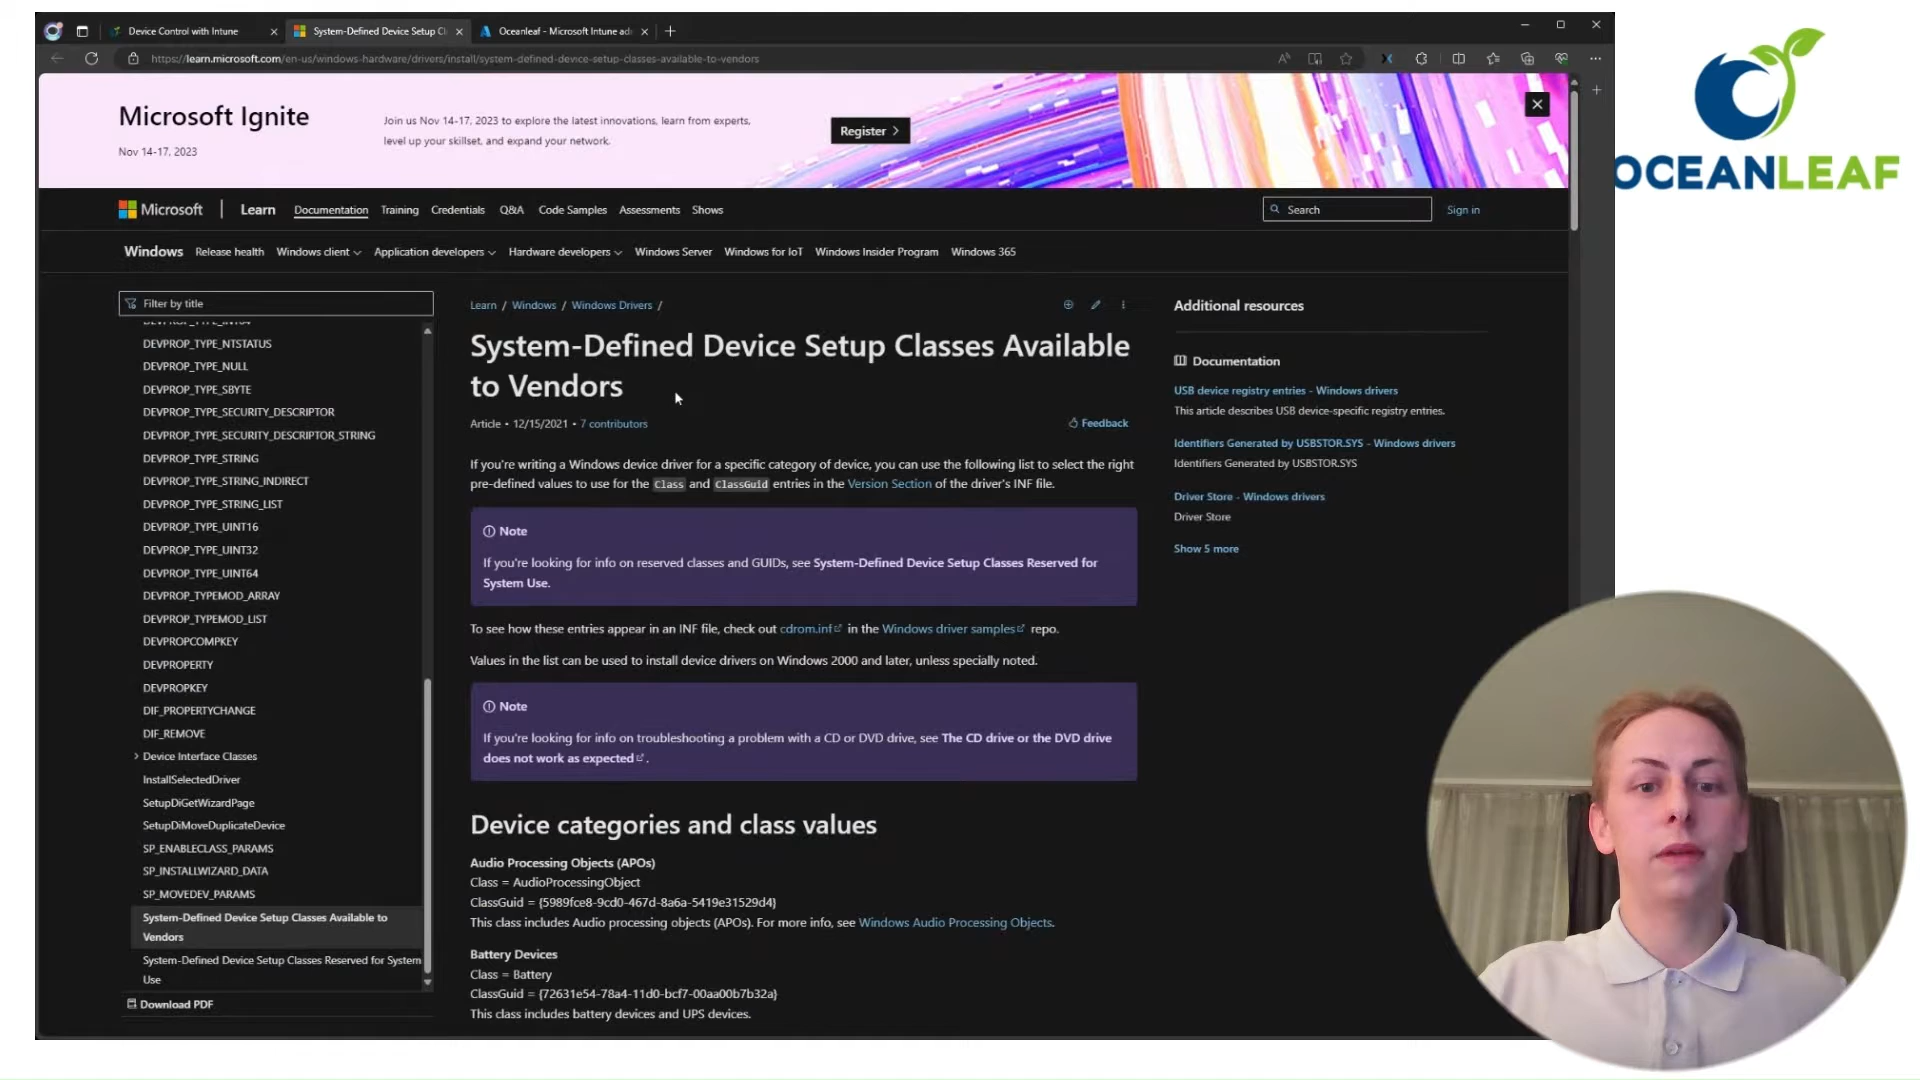 Device Control with Intune
System-Defined Device Setup Cl
Oceanleaf - Microsoft Intune ad
https://learn.microsoft.com/en-us/windows-hardware/drivers/install/system-defined-device-setup-classes-available-to-vendors
Microsoft Ignite
Nov 14-17, 2023
Join us Nov 14-17, 2023 to explore the latest innovations, learn from experts,
level up your skillset, and expand your network.
Register
OCEANLEAF
Microsoft
Learn
Documentation
Training
Credentials
Q&A
Code Samples
Assessments
Shows
Search
Sign in
Windows
Release health
Windows client
Application developers
Hardware developers
Windows Server
Windows for IoT
Windows Insider Program
Windows 365
Filter by title
DEVPROP_TYPE_INT64
DEVPROP_TYPE_NTSTATUS
DEVPROP_TYPE_NULL
DEVPROP_TYPE_SBYTE
DEVPROP_TYPE_SECURITY_DESCRIPTOR
DEVPROP_TYPE_SECURITY_DESCRIPTOR_STRING
DEVPROP_TYPE_STRING
DEVPROP_TYPE_STRING_INDIRECT
DEVPROP_TYPE_STRING_LIST
DEVPROP_TYPE_UINT16
DEVPROP_TYPE_UINT32
DEVPROP_TYPE_UINT64
DEVPROP_TYPEMOD_ARRAY
DEVPROP_TYPEMOD_LIST
DEVPROPCOMPKEY
DEVPROPERTY
DEVPROPKEY
DIF_PROPERTYCHANGE
DIF_REMOVE
Device Interface Classes
InstallSelectedDriver
SetupDiGetWizardPage
SetupDiMoveDuplicateDevice
SP_ENABLECLASS_PARAMS
SP_INSTALLWIZARD_DATA
SP_MOVEDEV_PARAMS
System-Defined Device Setup Classes Available to
Vendors
System-Defined Device Setup Classes Reserved for System
Use
Download PDF
Learn / Windows / Windows Drivers /
System-Defined Device Setup Classes Available
to Vendors
Article • 12/15/2021 • 7 contributors
Feedback
If you're writing a Windows device driver for a specific category of device, you can use the following list to select the right
pre-defined values to use for the Class and ClassGuid entries in the Version Section of the driver's INF file.
Note
If you're looking for info on reserved classes and GUIDs, see System-Defined Device Setup Classes Reserved for
System Use.
To see how these entries appear in an INF file, check out cdrom.inf in the Windows driver samples repo.
Values in the list can be used to install device drivers on Windows 2000 and later, unless specially noted.
Note
If you're looking for info on troubleshooting a problem with a CD or DVD drive, see The CD drive or the DVD drive
does not work as expected.
Device categories and class values
Audio Processing Objects (APOs)
Class = AudioProcessingObject
ClassGuid = {5989fce8-9cd0-467d-8a6a-5419e31529d4}
This class includes Audio processing objects (APOs). For more info, see Windows Audio Processing Objects.
Battery Devices
Class = Battery
ClassGuid = {72631e54-78a4-11d0-bcf7-00aa00b7b32a}
This class includes battery devices and UPS devices.
Additional resources
Documentation
USB device registry entries - Windows drivers
This article describes USB device-specific registry entries.
Identifiers Generated by USBSTOR.SYS - Windows drivers
Identifiers Generated by USBSTOR.SYS
Driver Store - Windows drivers
Driver Store
Show 5 more